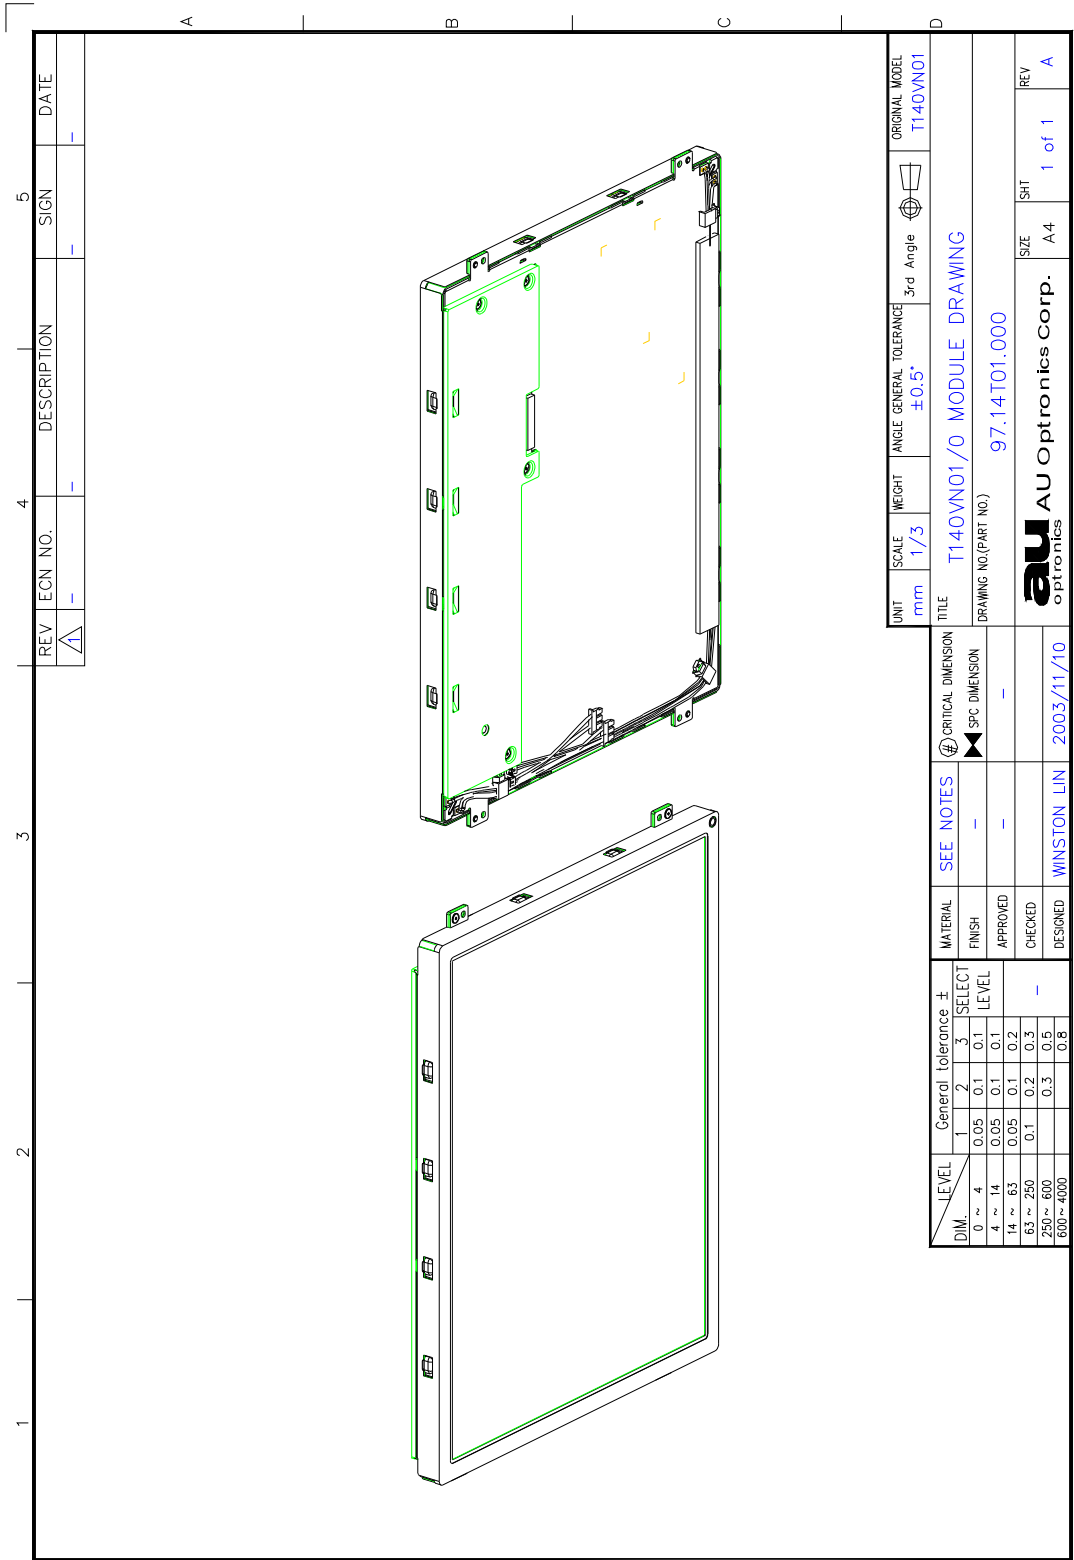 1 2 3 4 5
A
B
C
D
REV ECN NO. DESCRIPTION SIGN DATE
1 - - - -
UNIT SCALE WEIGHT ANGLE GENERAL TOLERANCE 3rd Angle ORIGINAL MODEL
mm 1/3 ±0.5° T140VN01
TITLE
T140VN01/0 MODULE DRAWING
DRAWING NO.(PART NO.)
97.14T01.000
au
optronics
AU Optronics Corp.
SIZE SHT REV
A4 1 of 1 A
MATERIAL SEE NOTES
# CRITICAL DIMENSION
FINISH -
SPC DIMENSION
APPROVED - -
CHECKED
DESIGNED WINSTON LIN 2003/11/10
LEVEL General tolerance ±
DIM. 1 2 3 SELECT
LEVEL
-
0 ~ 4 0.05 0.1 0.1
4 ~ 14 0.05 0.1 0.1
14 ~ 63 0.05 0.1 0.2
63 ~ 250 0.1 0.2 0.3
250 ~ 600 0.3 0.5
600 ~ 4000 0.8